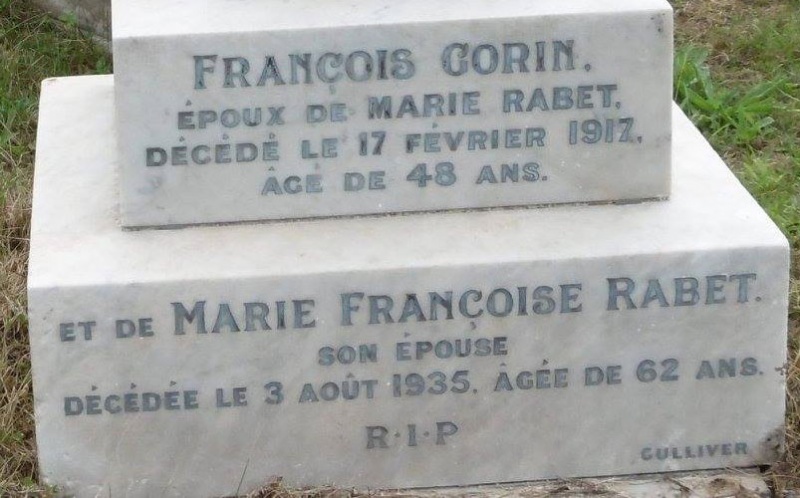 FRANÇOIS GORIN.
ÉPOUX DE MARIE RABET.
DÉCÉDÉ LE 17 FÉVRIER 1917.
ÂGÉ DE 48 ANS.
ET DE MARIE FRANÇOISE RABET.
SON ÉPOUSE
DÉCÉDÉE LE 3 AOÛT 1935. ÂGÉE DE 62 ANS.
R·I·P
GULLIVER